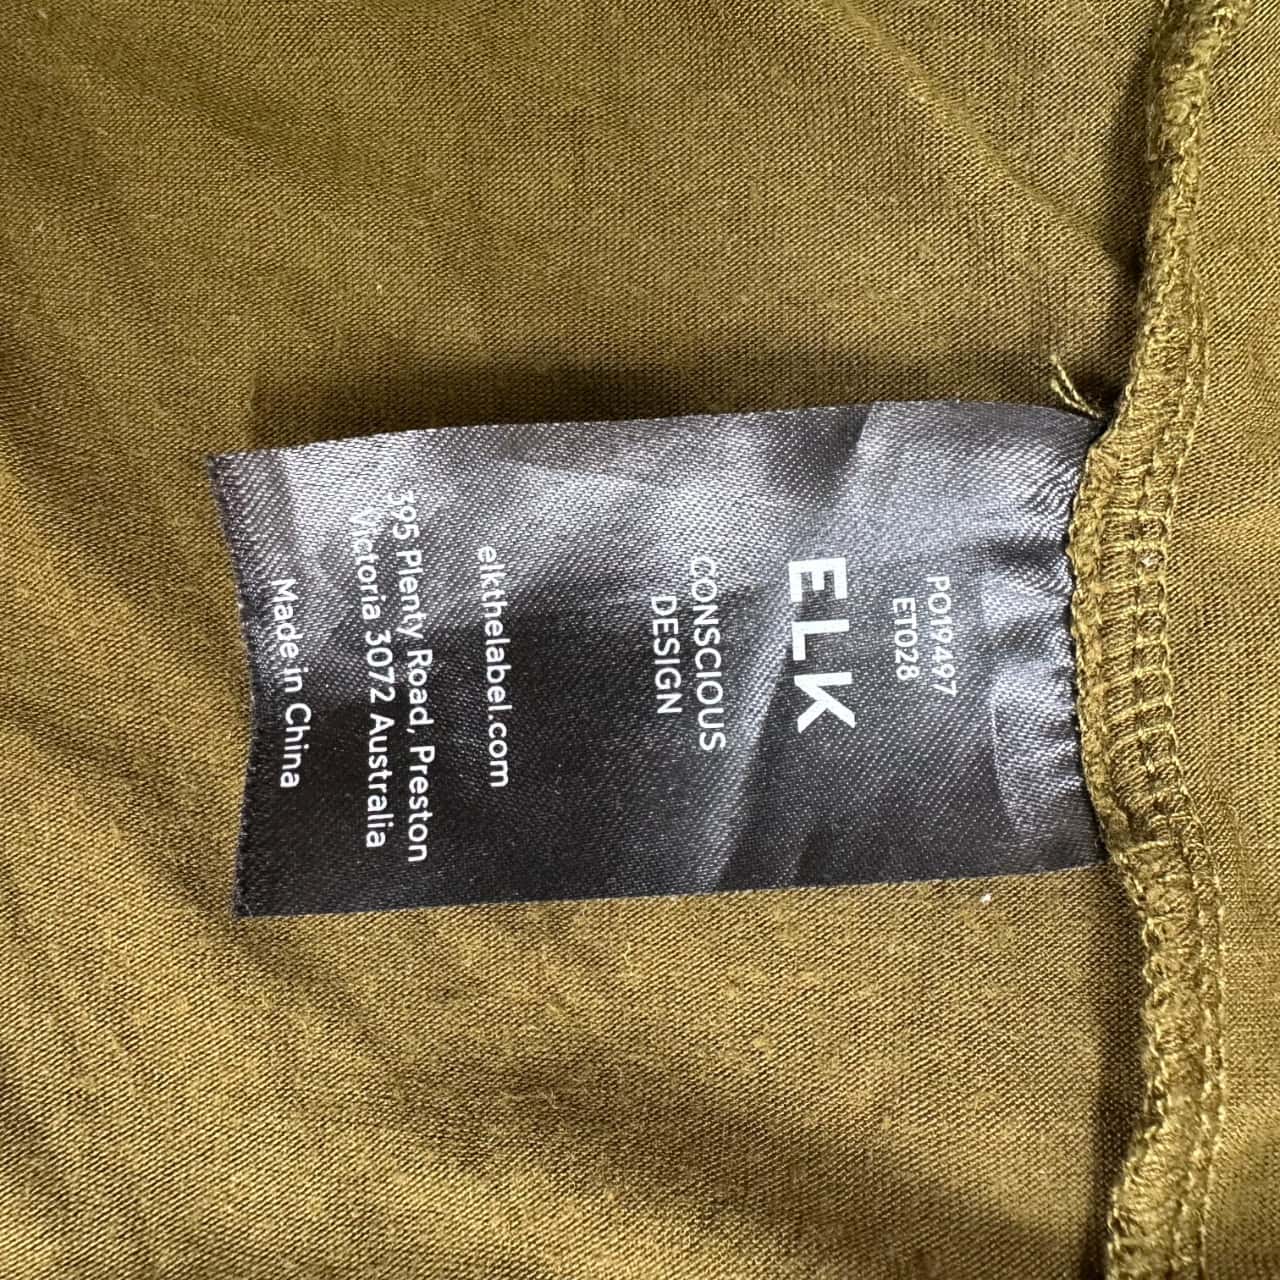 PO19497
ET028
ELK
CONSCIOUS
DESIGN
elkthelabel.com
395 Plenty Road, Preston
Victoria 3072 Australia
Made in China